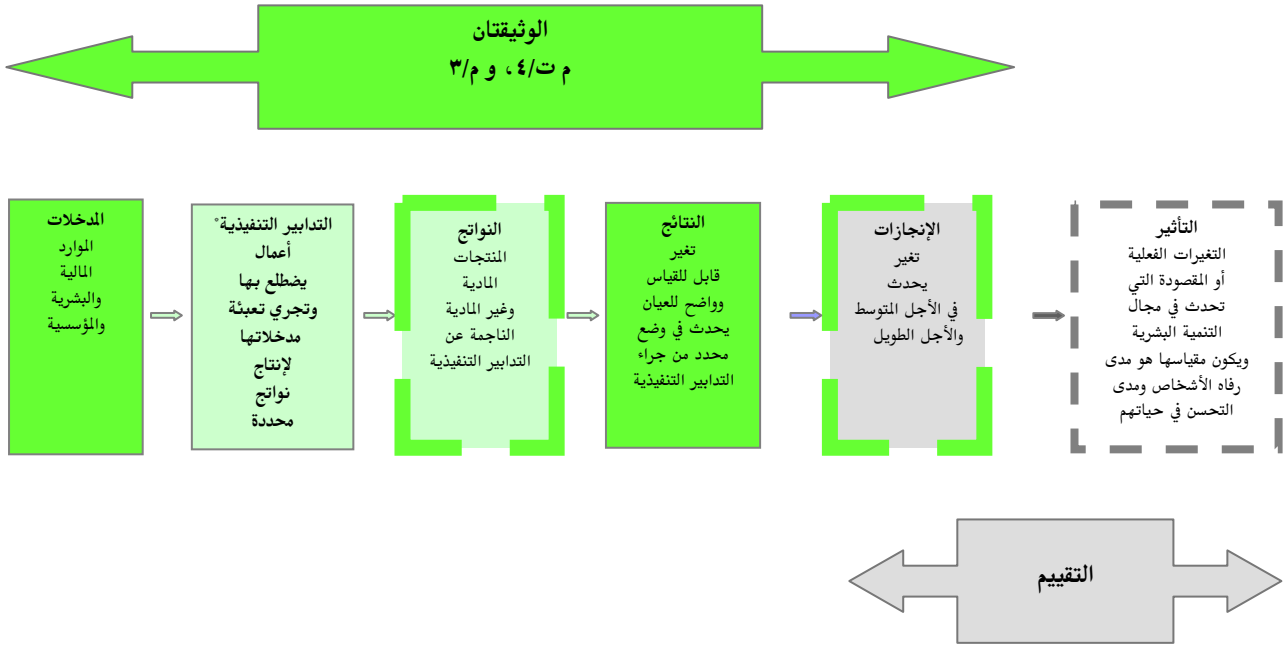 الوثيقتان
م ت/٤، و م/٣
المدخلات
الموارد
المالية
والبشرية
والمؤسسية
التدابير التنفيذية*
أعمال
يضطلع بها
وتجري تعبئة
مدخلاتها
لإنتاج
نواتج
محددة
النواتج
المنتجات
المادية
وغير المادية
الناجمة عن
التدابير التنفيذية
النتائج
تغير
قابل للقياس
وواضح للعيان
يحدث في وضع
محدد من جراء
التدابير التنفيذية
الإنجازات
تغير
يحدث
في الأجل المتوسط
والأجل الطويل
التأثير
التغيرات الفعلية
أو المقصودة التي
تحدث في مجال
التنمية البشرية
ويكون مقياسها هو مدى
رفاه الأشخاص ومدى
التحسن في حياتهم
التقييم